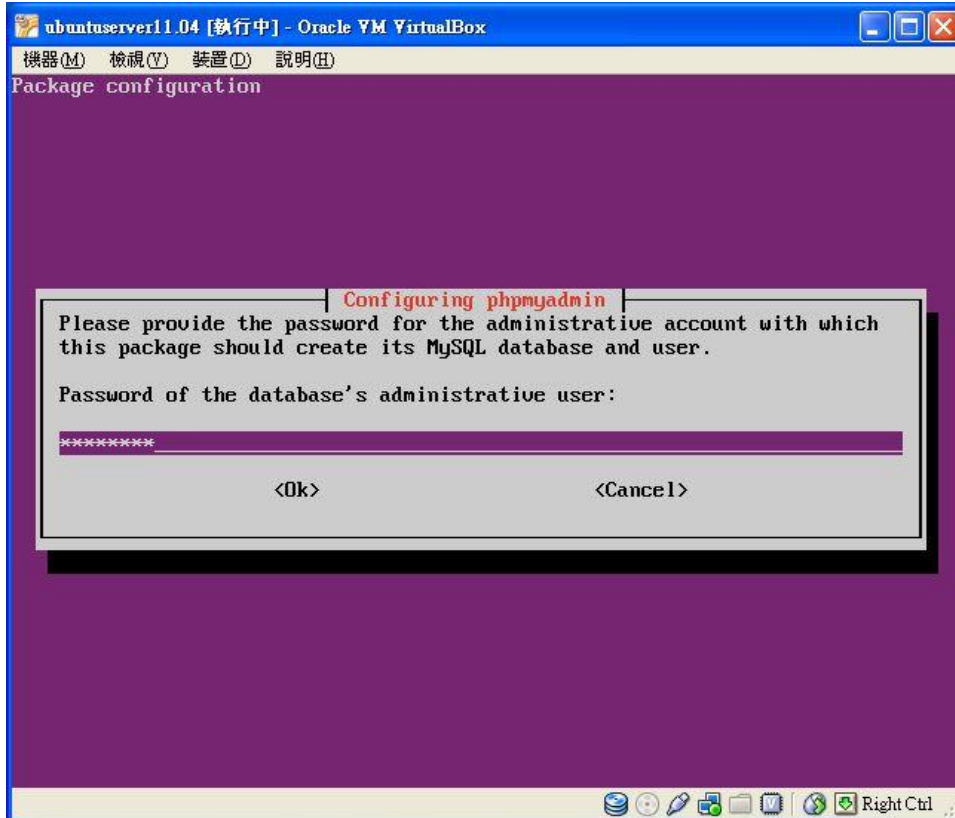 ubuntuserver11.04 [執行中] - Oracle VM VirtualBox
機器(M) 檢視(V) 裝置(D) 說明(H)
Package configuration
Configuring phpmyadmin
Please provide the password for the administrative account with which
this package should create its MySQL database and user.
Password of the database's administrative user:
********
<Ok> <Cancel>
Right Ctrl